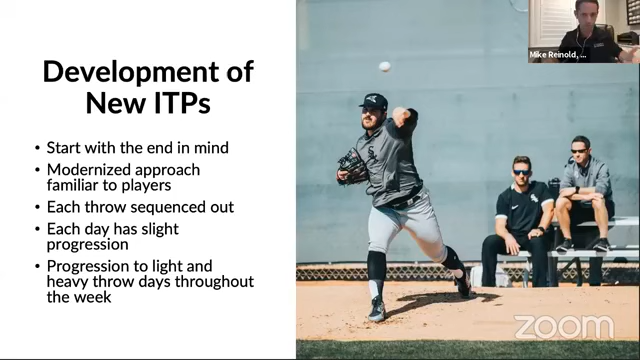 Development of
New ITPs
• Start with the end in mind
• Modernized approach
familiar to players
• Each throw sequenced out
• Each day has slight
progression
• Progression to light and
heavy throw days throughout
the week
Mike Reinold, ...
zoom